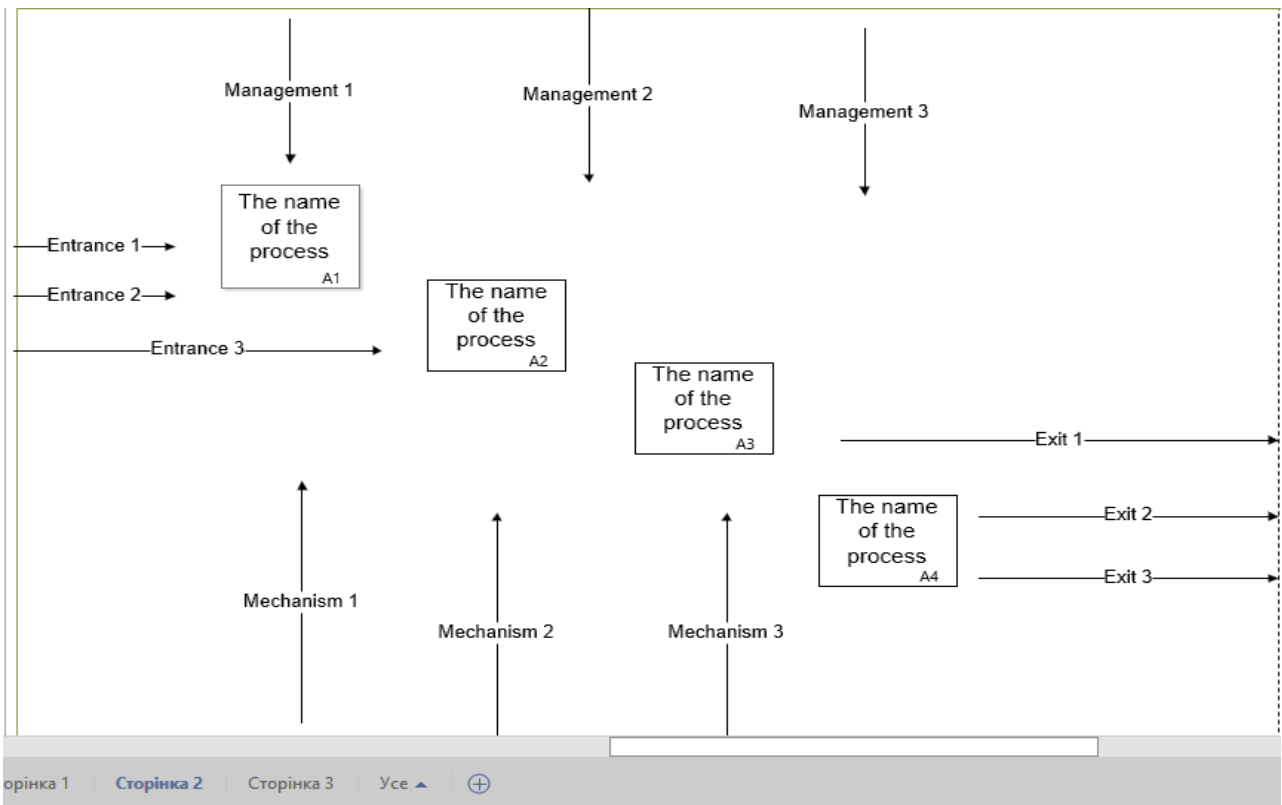 Management 1
Management 2
Management 3
The name
of the
process
A1
Entrance 1
Entrance 2
Entrance 3
The name
of the
process
A2
The name
of the
process
A3
Exit 1
The name
of the
process
A4
Exit 2
Exit 3
Mechanism 1
Mechanism 2
Mechanism 3
орінка 1 Сторінка 2 Сторінка 3 Усе